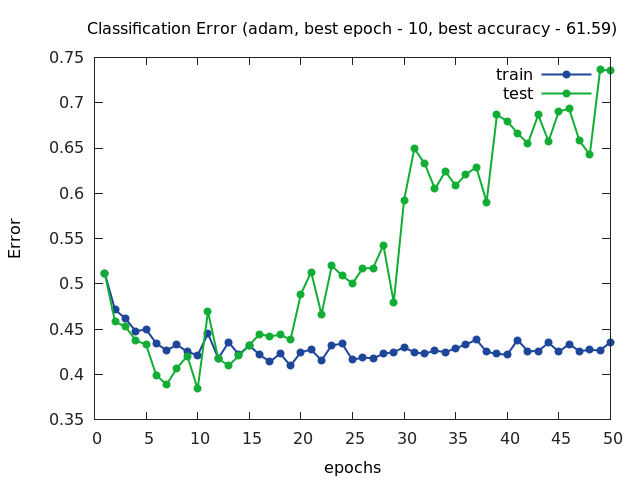 Classification Error (adam, best epoch - 10, best accuracy - 61.59)
0.75
0.7
0.65
0.6
0.55
0.5
0.45
0.4
0.35
Error
train
test
0 5 10 15 20 25 30 35 40 45 50
epochs